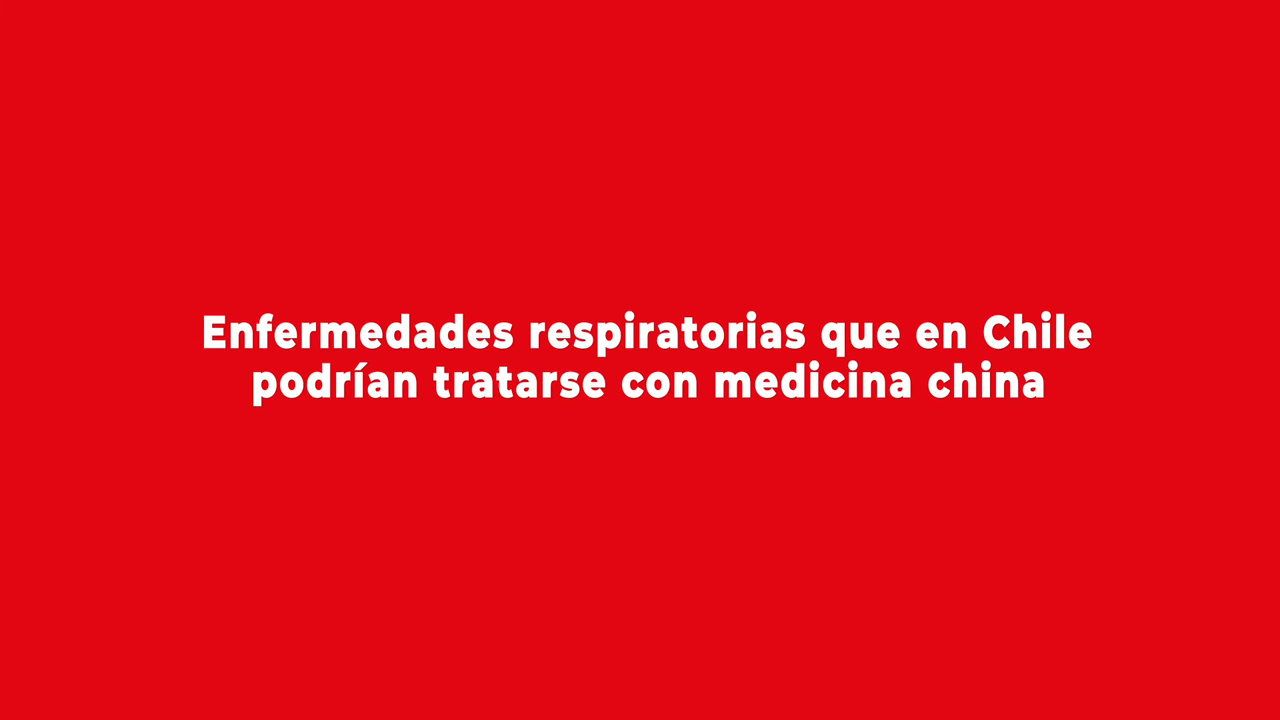 Enfermedades respiratorias que en Chile
podrían tratarse con medicina china